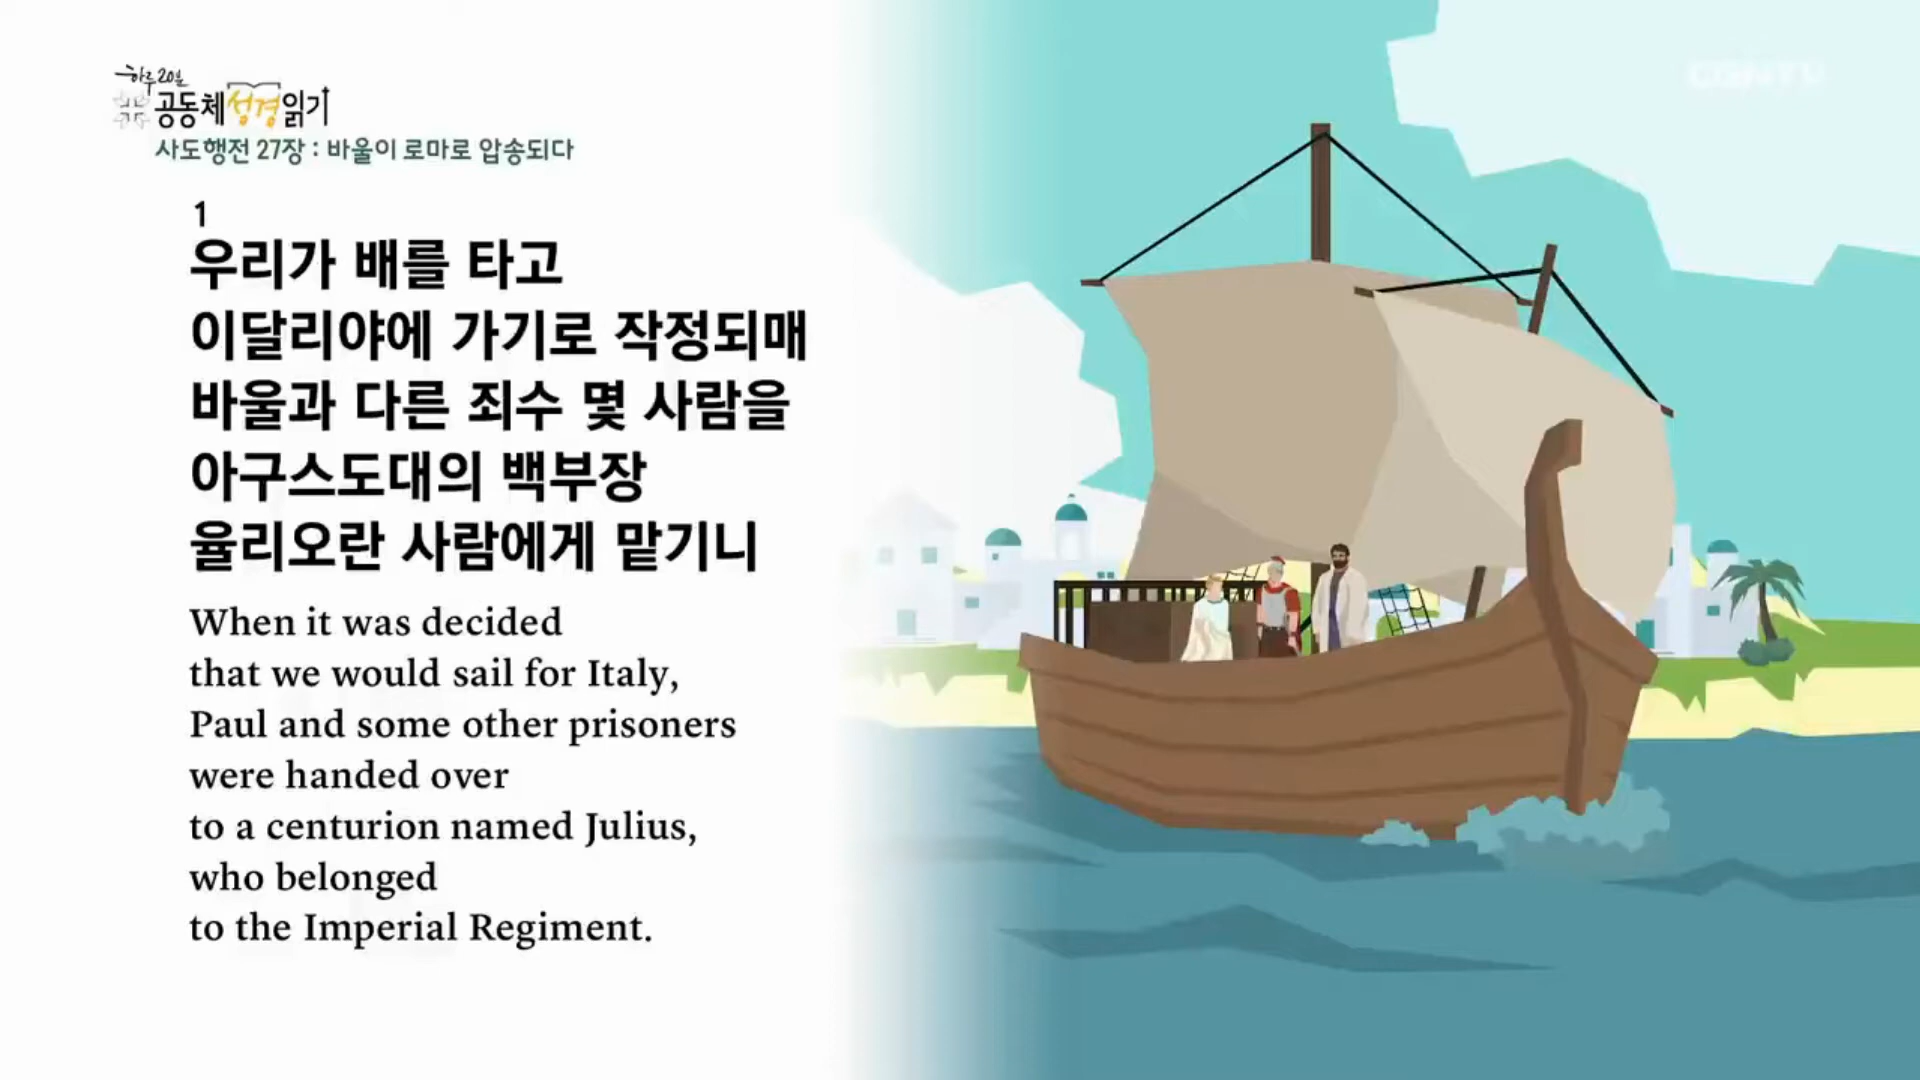 하루 20분
공동체성경읽기
사도행전 27장 : 바울이 로마로 압송되다
1
우리가 배를 타고
이달리야에 가기로 작정되매
바울과 다른 죄수 몇 사람을
아구스도대의 백부장
율리오란 사람에게 맡기니
When it was decided
that we would sail for Italy,
Paul and some other prisoners
were handed over
to a centurion named Julius,
who belonged
to the Imperial Regiment.
CGNTV